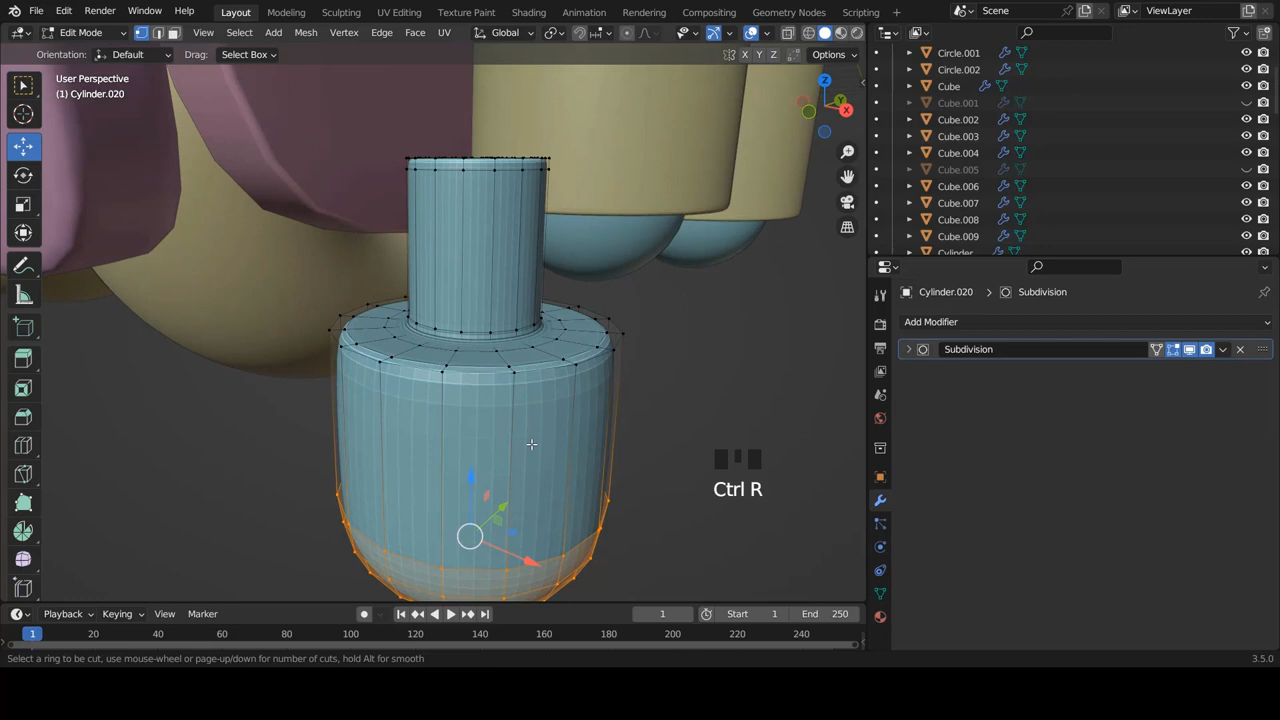 File Edit Render Window Help Layout Modeling Sculpting UV Editing Texture Paint Shading Animation Rendering Compositing Geometry Nodes Scripting Scene ViewLayer
Edit Mode View Select Add Mesh Vertex Edge Face UV Global
Orientation: Default Drag: Select Box X Y Z Options
User Perspective
(1) Cylinder.020
Z
Y
X
Circle.001
Circle.002
Cube
Cube.001
Cube.002
Cube.003
Cube.004
Cube.005
Cube.006
Cube.007
Cube.008
Cube.009
Cylinder
Cylinder.020 Subdivision
Add Modifier
Subdivision
Ctrl R
Playback Keying View Marker 1 Start 1 End 250
1 20 40 60 80 100 120 140 160 180 200 220 240
Select a ring to be cut, use mouse-wheel or page-up/down for number of cuts, hold Alt for smooth 3.5.0